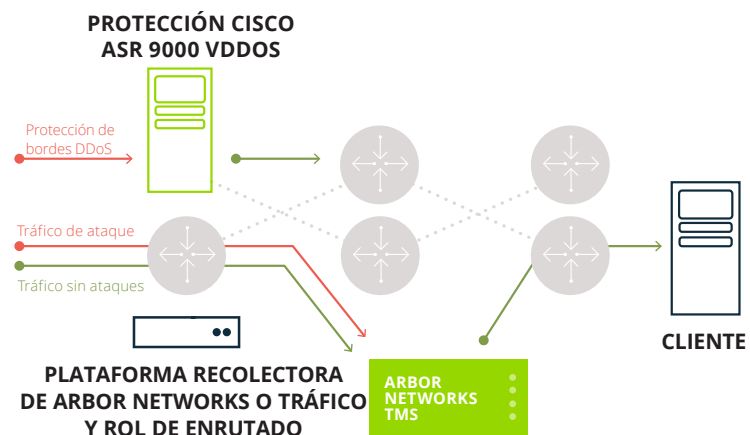 PROTECCIÓN CISCO
ASR 9000 VDDOS
Protección de
bordes DDoS
Tráfico de ataque
Tráfico sin ataques
CLIENTE
PLATAFORMA RECOLECTORA
DE ARBOR NETWORKS O TRÁFICO
Y ROL DE ENRUTADO
ARBOR
NETWORKS
TMS